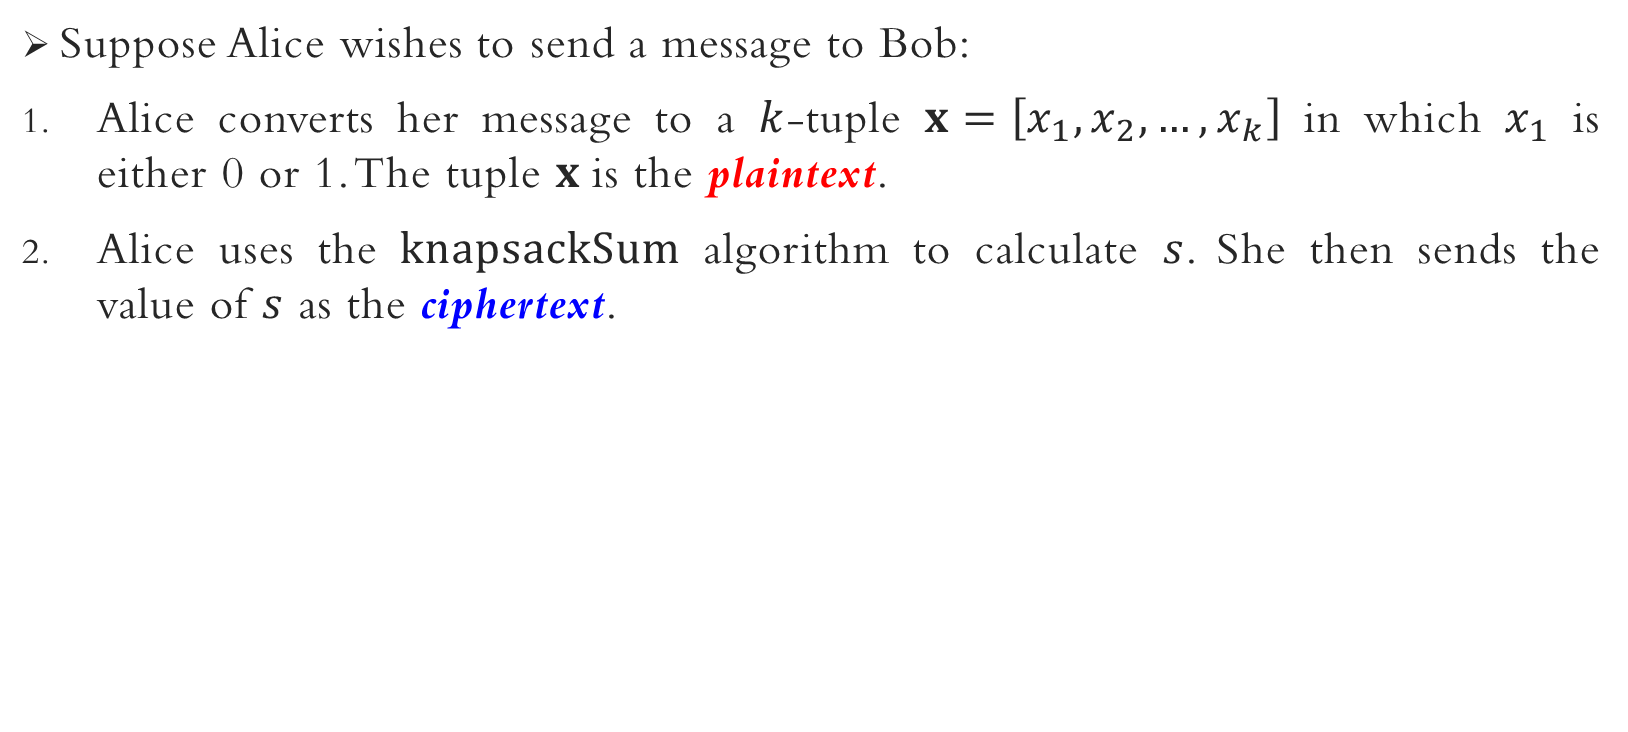 ➢ Suppose Alice wishes to send a message to Bob:
1. Alice converts her message to a k-tuple x = [x₁, x₂, … , xₖ] in which x₁ is
either 0 or 1. The tuple x is the plaintext.
2. Alice uses the knapsackSum algorithm to calculate s. She then sends the
value of s as the ciphertext.